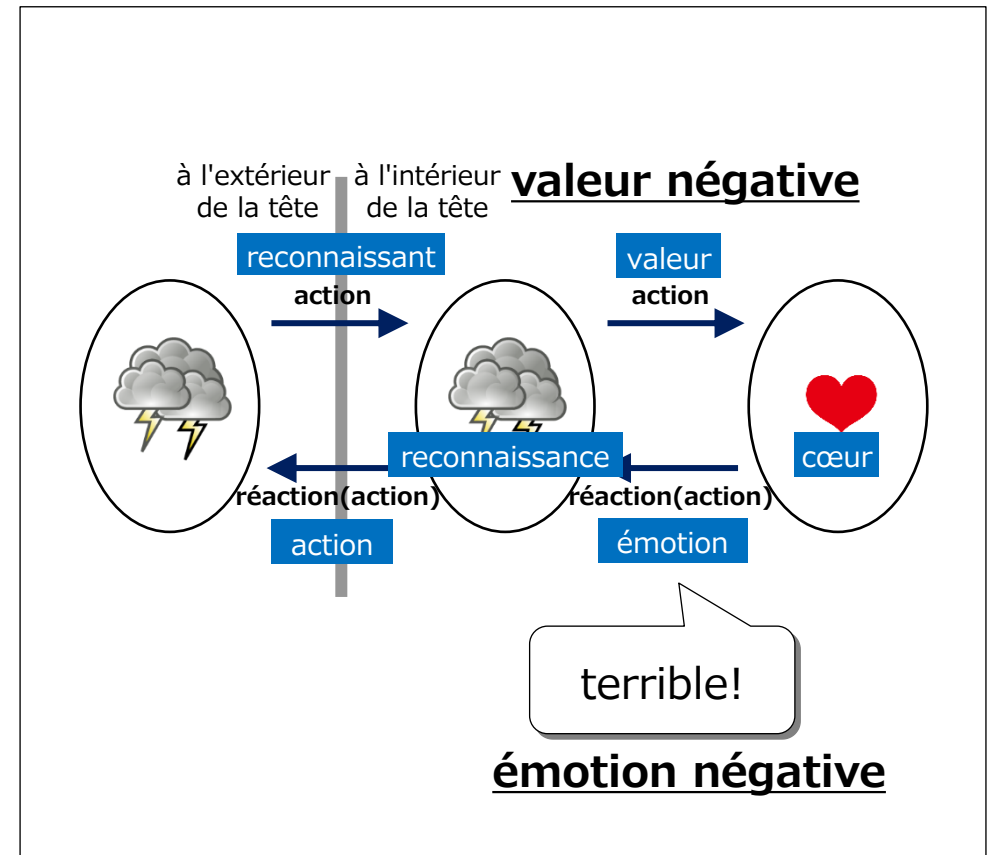 à l'extérieur
de la tête
à l'intérieur
de la tête
valeur négative
reconnaissant
action
valeur
action
reconnaissance
cœur
réaction(action)
action
réaction(action)
émotion
terrible!
émotion négative